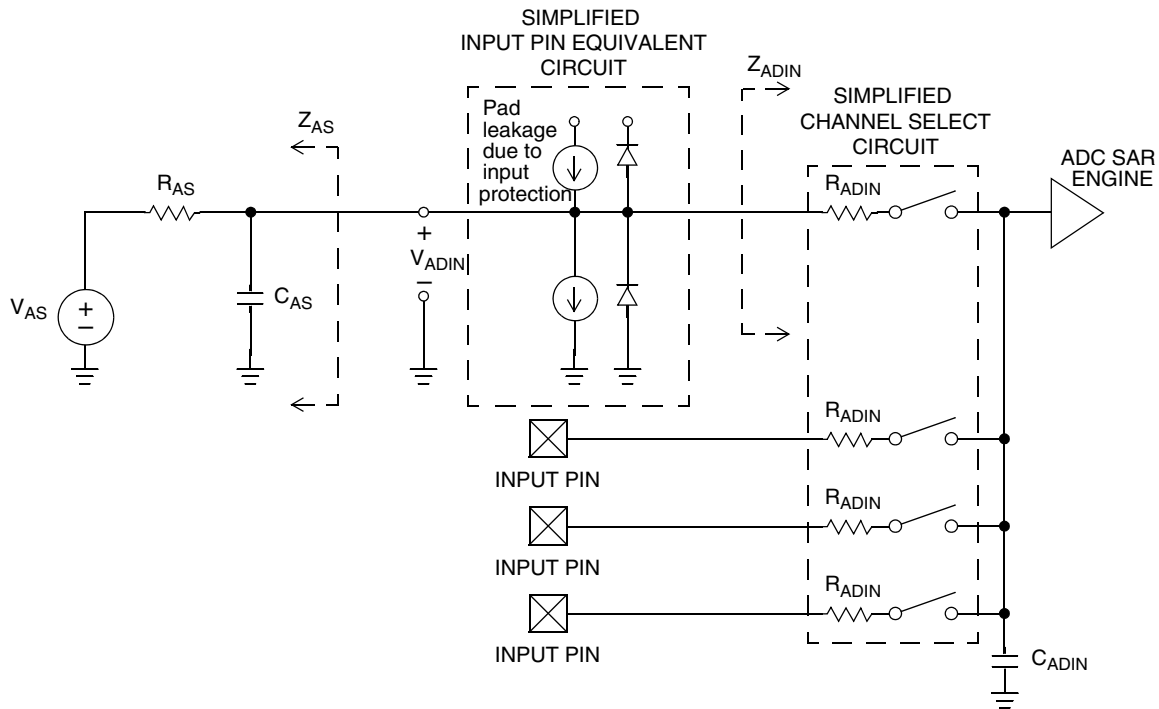 SIMPLIFIED
INPUT PIN EQUIVALENT
CIRCUIT
Pad
leakage
due to
input
protection
Z_ADIN
SIMPLIFIED
CHANNEL SELECT
CIRCUIT
ADC SAR
ENGINE
Z_AS
R_AS
R_ADIN
+
V_ADIN
−
V_AS
+
−
C_AS
R_ADIN
INPUT PIN
R_ADIN
INPUT PIN
R_ADIN
INPUT PIN
C_ADIN